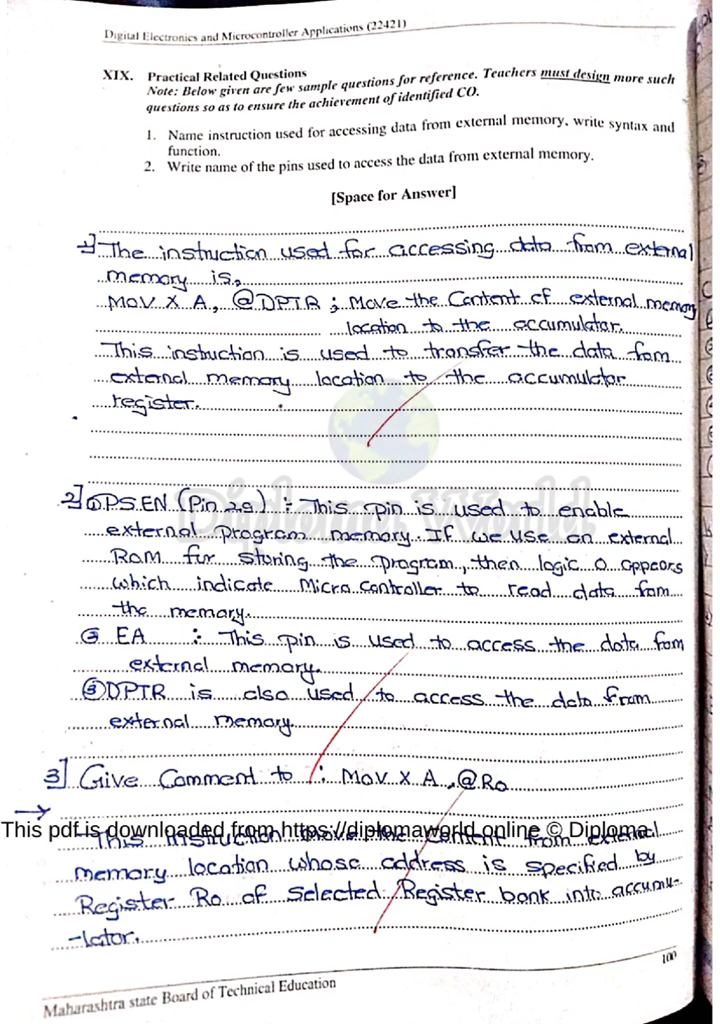 Digital Electronics and Microcontroller Applications (22421)
XIX. Practical Related Questions
Note: Below given are few sample questions for reference. Teachers must design more such
questions so as to ensure the achievement of identified CO.
1. Name instruction used for accessing data from external memory, write syntax and
function.
2. Write name of the pins used to access the data from external memory.
[Space for Answer]
1] The instruction used for accessing data from external
memory is,
MOV X A, @DPTR ; Move the Content of external memory
location to the accumulator.
This instruction is used to transfer the data fom
external memory location to the accumulator
register.
2] ① PSEN (Pin 29) :- This pin is used to enable
external program memory. If we use an external
ROM for storing the program, then logic 0 appears
which indicate Micro controller to read data from
the memory.
② EA :- This pin is used to access the data fom
external memory.
③ DPTR is also used to access the data from
external memory.
3] Give Comment to : MOV X A, @R0
→
This pdf is downloaded from https://diplomaworld.online © Diploma
This instruction move the content from external
memory location whose address is specified by
Register R0 of Selected Register bank into accumu-
-lator.
100
Maharashtra state Board of Technical Education
Diploma World